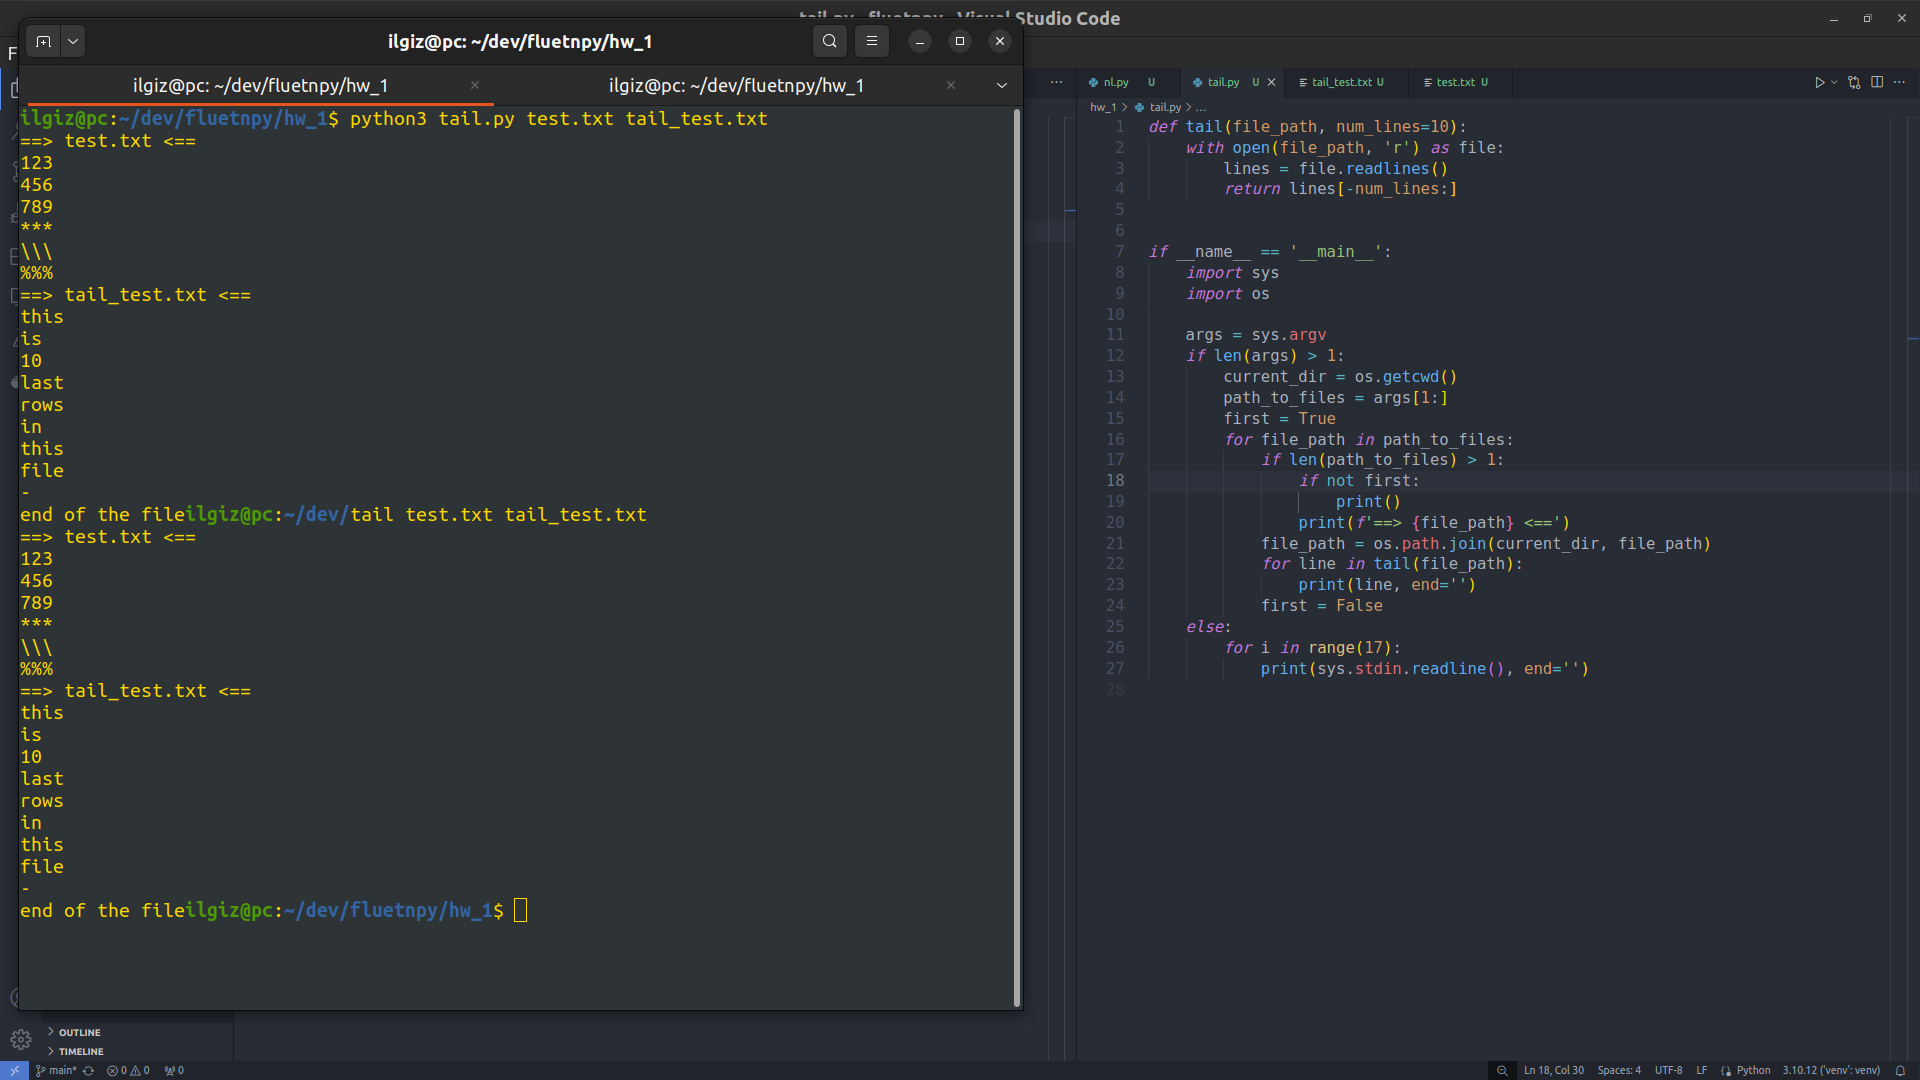 tail.py - fluetnpy - Visual Studio Code
ilgiz@pc: ~/dev/fluetnpy/hw_1
ilgiz@pc: ~/dev/fluetnpy/hw_1
ilgiz@pc: ~/dev/fluetnpy/hw_1
ilgiz@pc:~/dev/fluetnpy/hw_1$ python3 tail.py test.txt tail_test.txt
==> test.txt <==
123
456
789
***
\\\
%%%
==> tail_test.txt <==
this
is
10
last
rows
in
this
file
-
end of the fileilgiz@pc:~/dev/tail test.txt tail_test.txt
==> test.txt <==
123
456
789
***
\\\
%%%
==> tail_test.txt <==
this
is
10
last
rows
in
this
file
-
end of the fileilgiz@pc:~/dev/fluetnpy/hw_1$
nl.py U
tail.py U
tail_test.txt U
test.txt U
hw_1 > tail.py > ...
1 def tail(file_path, num_lines=10):
2     with open(file_path, 'r') as file:
3         lines = file.readlines()
4         return lines[-num_lines:]
5
6
7 if __name__ == '__main__':
8     import sys
9     import os
10
11     args = sys.argv
12     if len(args) > 1:
13         current_dir = os.getcwd()
14         path_to_files = args[1:]
15         first = True
16         for file_path in path_to_files:
17             if len(path_to_files) > 1:
18                 if not first:
19                     print()
20                 print(f'==> {file_path} <==')
21             file_path = os.path.join(current_dir, file_path)
22             for line in tail(file_path):
23                 print(line, end='')
24             first = False
25     else:
26         for i in range(17):
27             print(sys.stdin.readline(), end='')
28
OUTLINE
TIMELINE
main* 0 0 0
Ln 18, Col 30 Spaces: 4 UTF-8 LF Python 3.10.12 ('venv': venv)